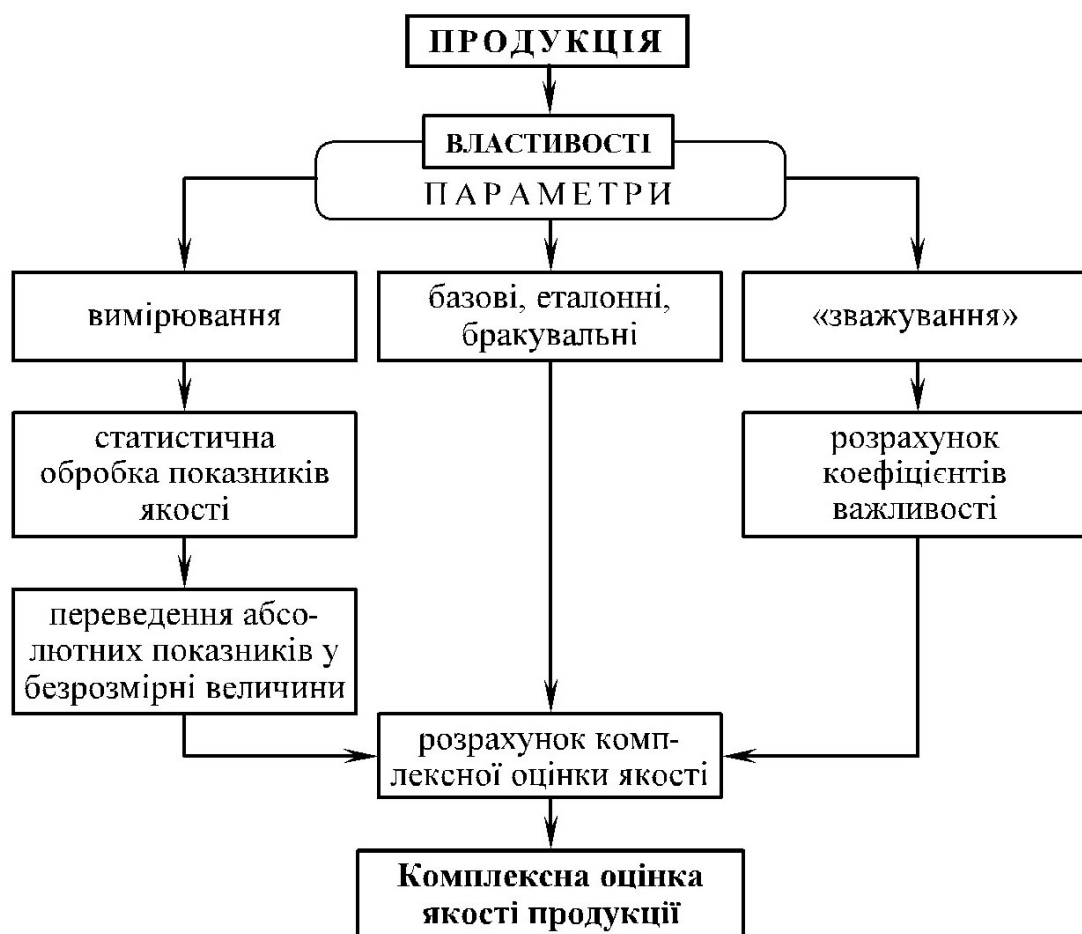 ПРОДУКЦІЯ
ВЛАСТИВОСТІ
ПАРАМЕТРИ
вимірювання
базові, еталонні,
бракувальні
«зважування»
статистична
обробка показників
якості
розрахунок
коефіцієнтів
важливості
переведення абсо-
лютних показників у
безрозмірні величини
розрахунок комп-
лексної оцінки якості
Комплексна оцінка
якості продукції